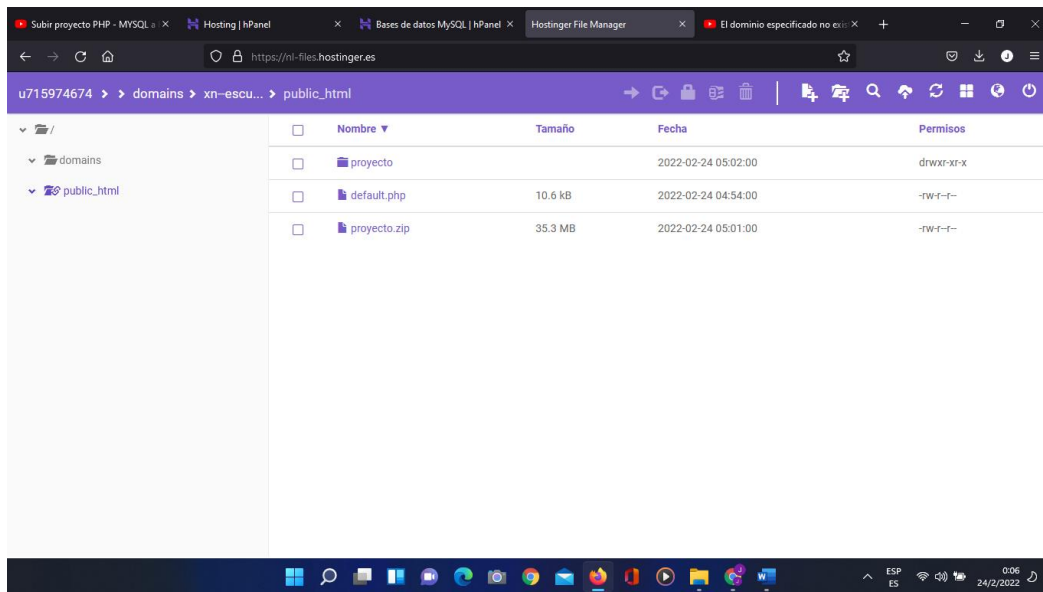 Subir proyecto PHP - MYSQL a
Hosting | hPanel
Bases de datos MySQL | hPanel
Hostinger File Manager
El dominio especificado no exis
https://nl-files.hostinger.es
u715974674 > > domains > xn--escu... > public_html
/
domains
public_html
Nombre ▼ Tamaño Fecha Permisos
proyecto 2022-02-24 05:02:00 drwxr-xr-x
default.php 10.6 kB 2022-02-24 04:54:00 -rw-r--r--
proyecto.zip 35.3 MB 2022-02-24 05:01:00 -rw-r--r--
ESP
ES
0:06
24/2/2022